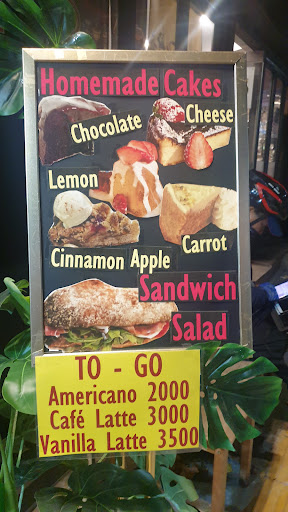 Homemade Cakes
Chocolate
Cheese
Lemon
Carrot
Cinnamon Apple
Sandwich
Salad
TO - GO
Americano 2000
Café Latte 3000
Vanilla Latte 3500